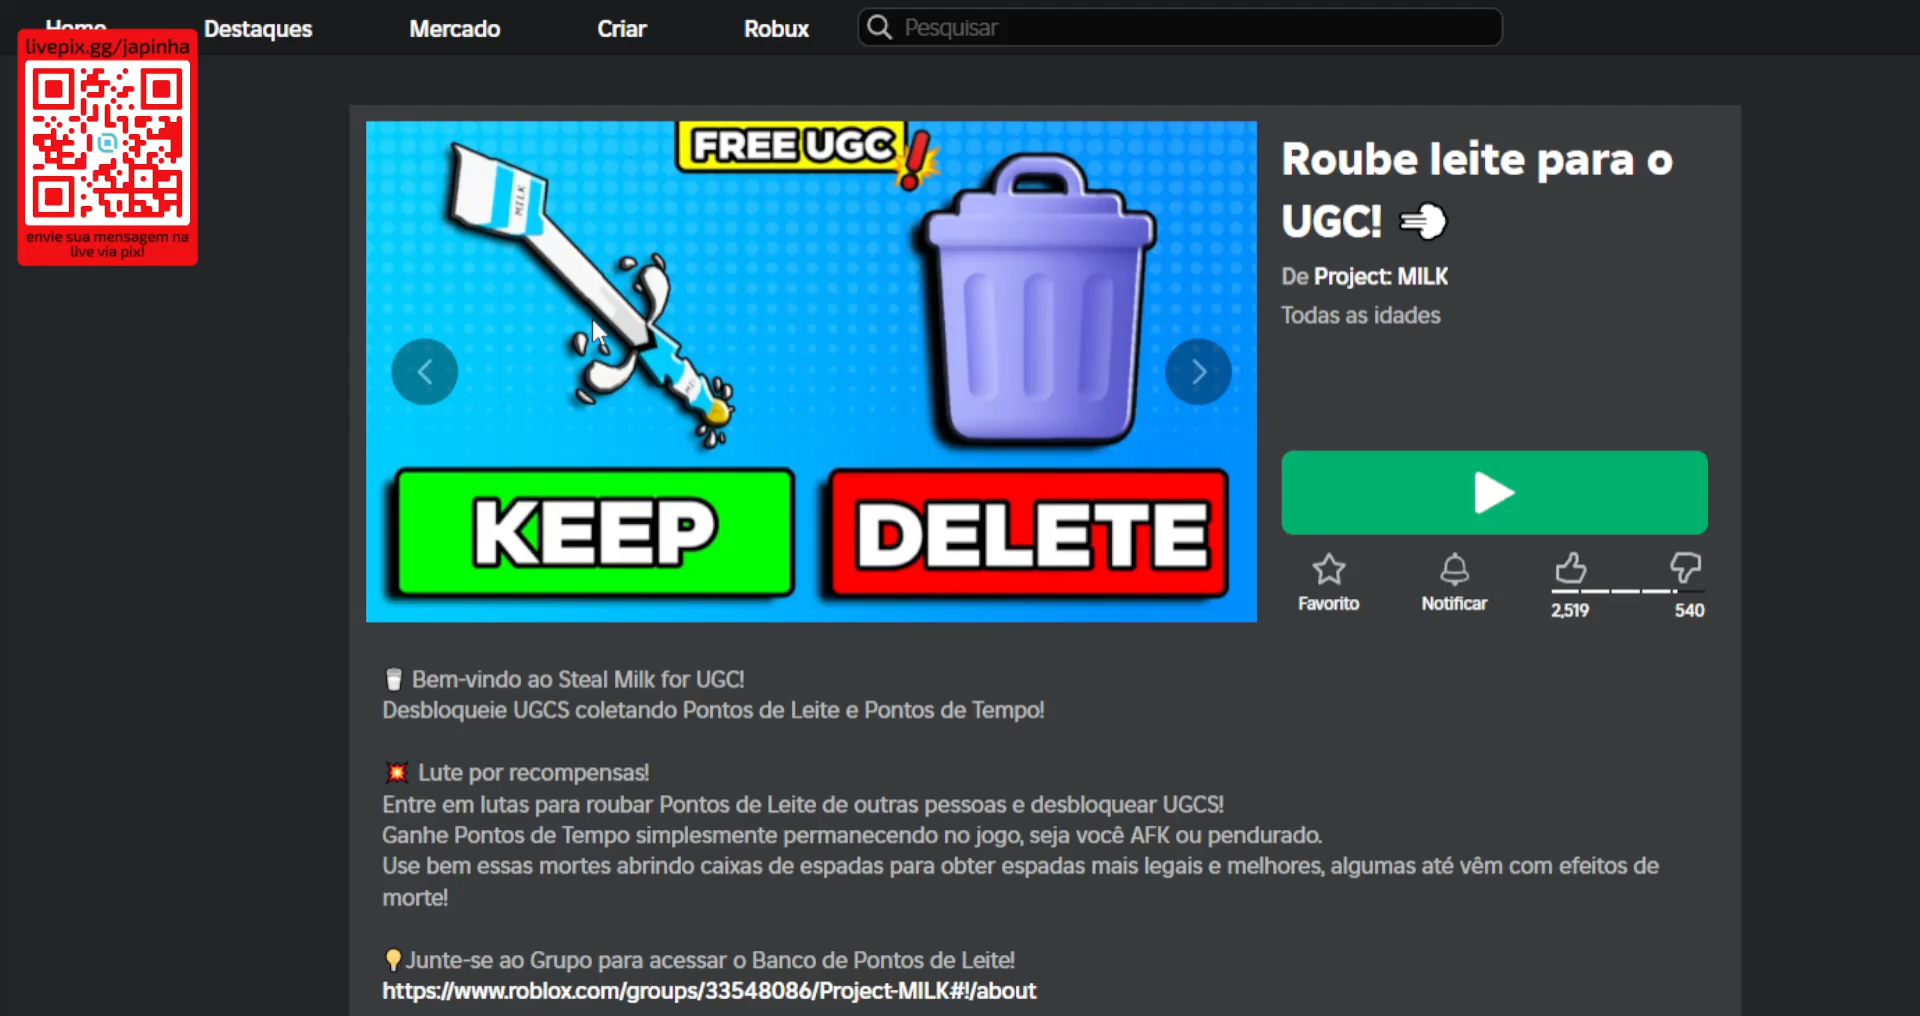 Home
Destaques
Mercado
Criar
Robux
Pesquisar
livepix.gg/japinha
envie sua mensagem na
live via pix!
FREE UGC!
MILK
KEEP
DELETE
Roube leite para o
UGC! 💨
De Project: MILK
Todas as idades
Favorito
Notificar
2,519
540
🥛 Bem-vindo ao Steal Milk for UGC!
Desbloqueie UGCS coletando Pontos de Leite e Pontos de Tempo!
💥 Lute por recompensas!
Entre em lutas para roubar Pontos de Leite de outras pessoas e desbloquear UGCS!
Ganhe Pontos de Tempo simplesmente permanecendo no jogo, seja você AFK ou pendurado.
Use bem essas mortes abrindo caixas de espadas para obter espadas mais legais e melhores, algumas até vêm com efeitos de
morte!
💡Junte-se ao Grupo para acessar o Banco de Pontos de Leite!
https://www.roblox.com/groups/33548086/Project-MILK#!/about